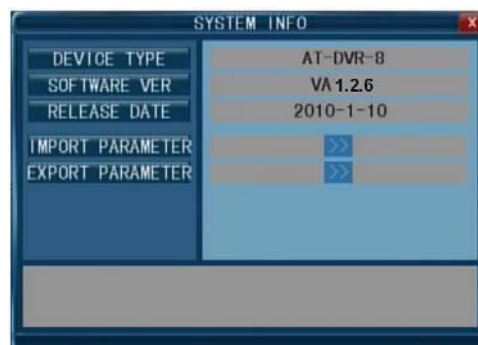 SYSTEM INFO X
DEVICE TYPE AT-DVR-8
SOFTWARE VER VA 1.2.6
RELEASE DATE 2010-1-10
IMPORT PARAMETER >>
EXPORT PARAMETER >>